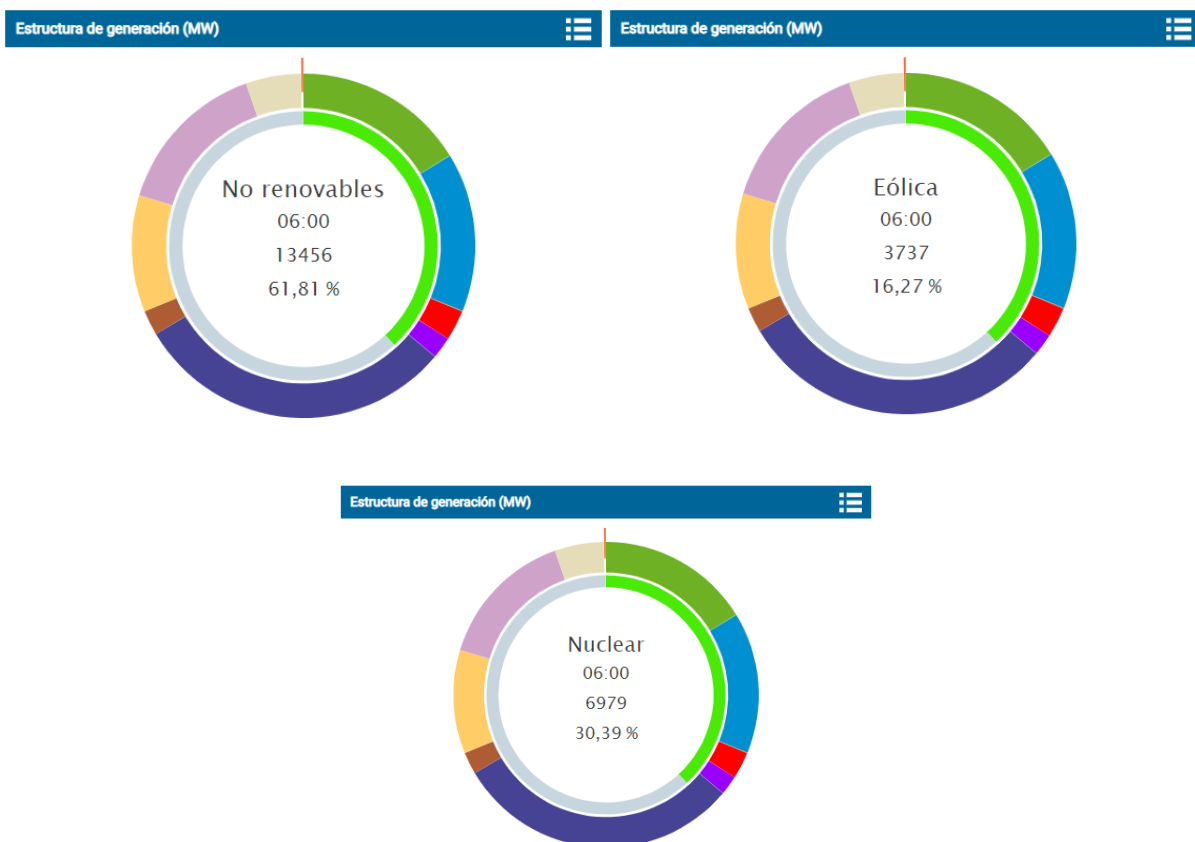 Estructura de generación (MW)
Estructura de generación (MW)
No renovables
06:00
13456
61,81 %
Eólica
06:00
3737
16,27 %
Estructura de generación (MW)
Nuclear
06:00
6979
30,39 %